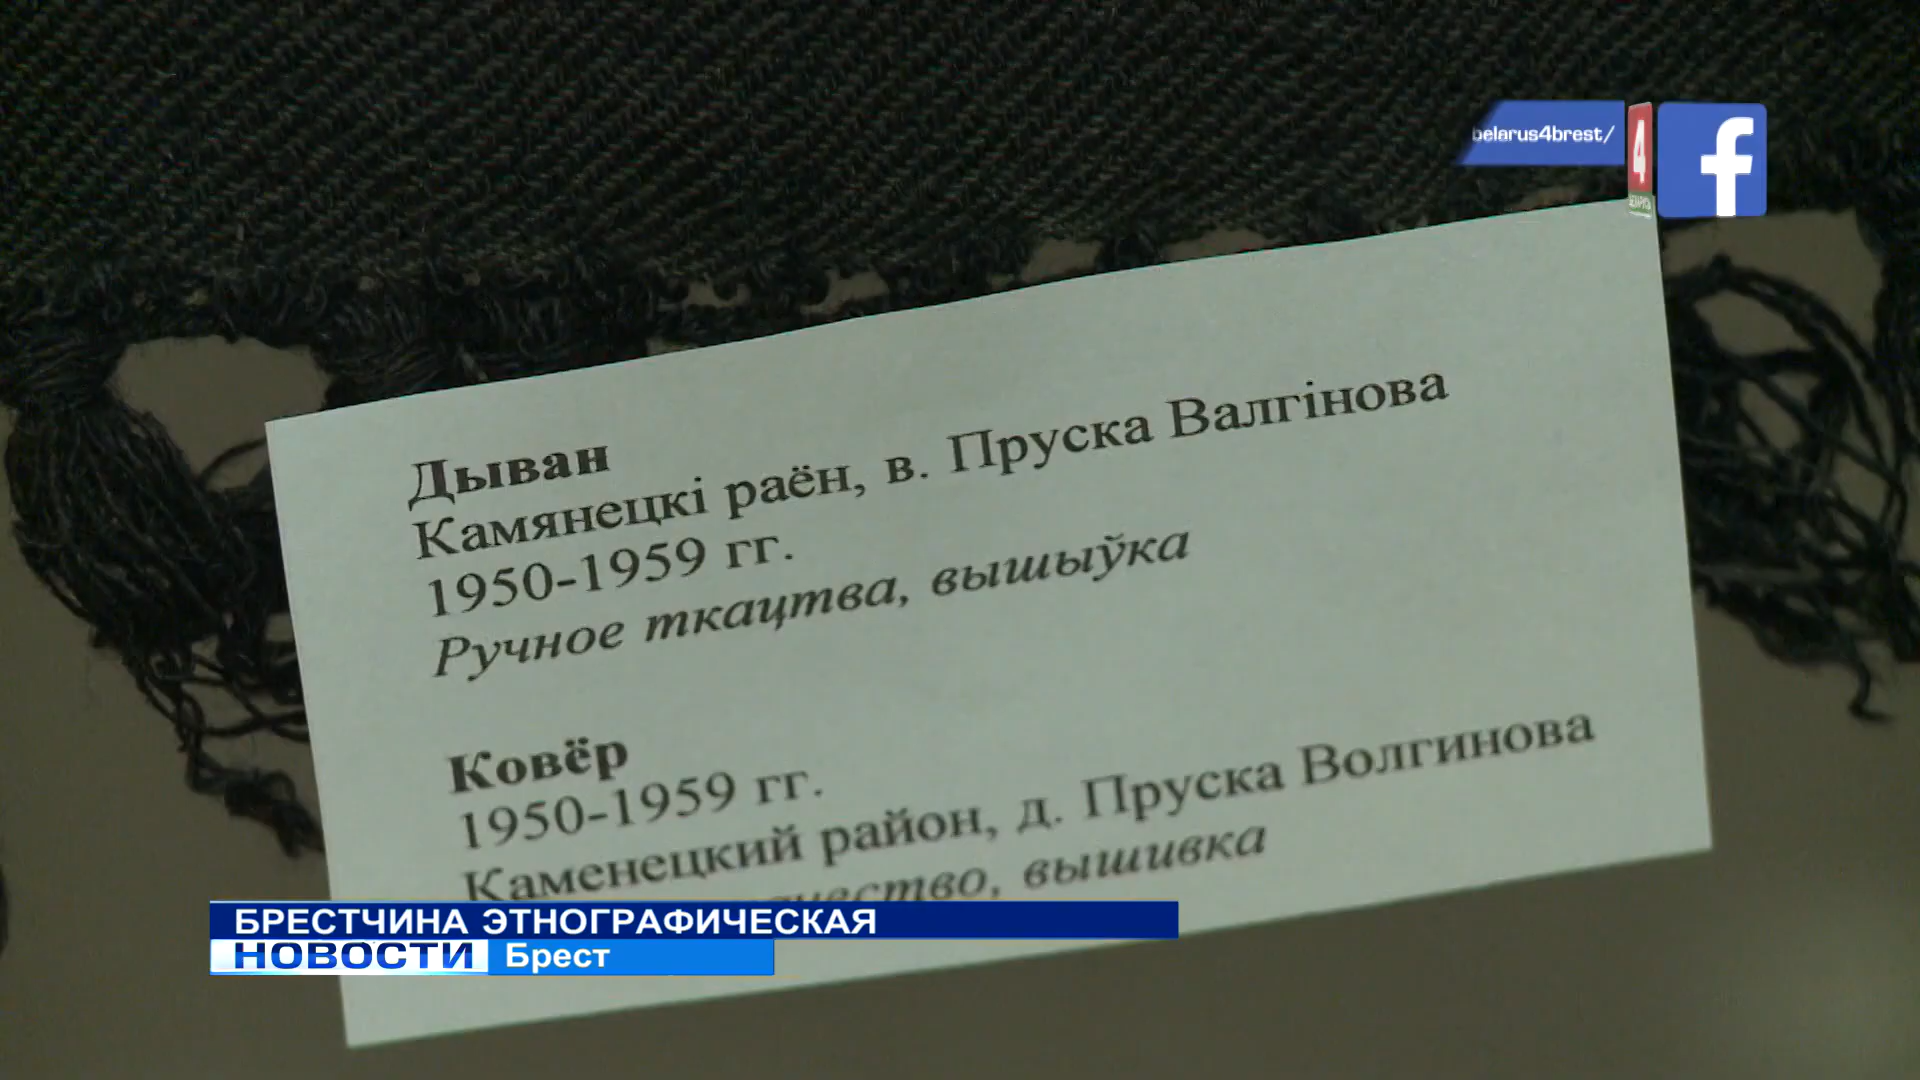 belarus4brest/
4
Дыван
Камянецкі раён, в. Пруска Валгінова
1950-1959 гг.
Ручное ткацтва, вышыўка
Ковёр
1950-1959 гг.
Каменецкий район, д. Пруска Волгинова
вышивка
БРЕСТЧИНА ЭТНОГРАФИЧЕСКАЯ
НОВОСТИ Брест